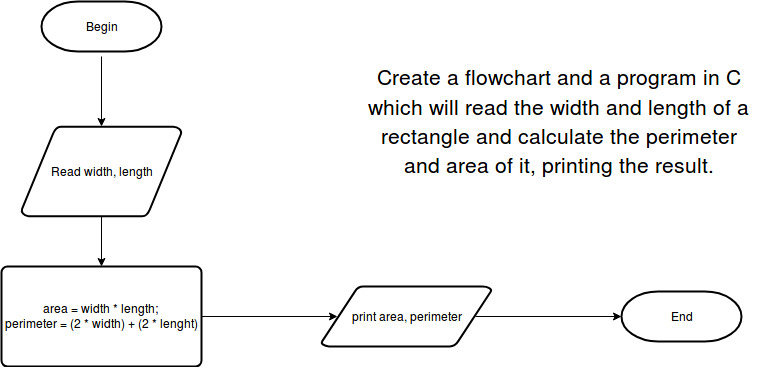 Begin
Create a flowchart and a program in C
which will read the width and length of a
rectangle and calculate the perimeter
and area of it, printing the result.
Read width, length
area = width * length;
perimeter = (2 * width) + (2 * lenght)
print area, perimeter
End